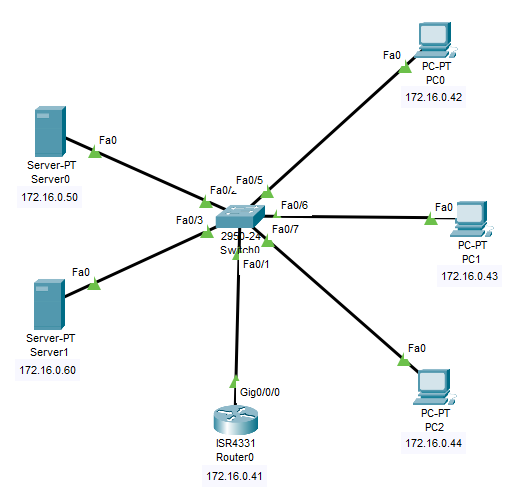 Fa0
PC-PT
PC0
172.16.0.42
Fa0
Server-PT
Server0
172.16.0.50
Fa0/2
Fa0/5
Fa0/3
Fa0/6
Fa0/7
2950-24
Switch0
Fa0/1
Fa0
PC-PT
PC1
172.16.0.43
Fa0
Server-PT
Server1
172.16.0.60
Fa0
PC-PT
PC2
172.16.0.44
Gig0/0/0
ISR4331
Router0
172.16.0.41